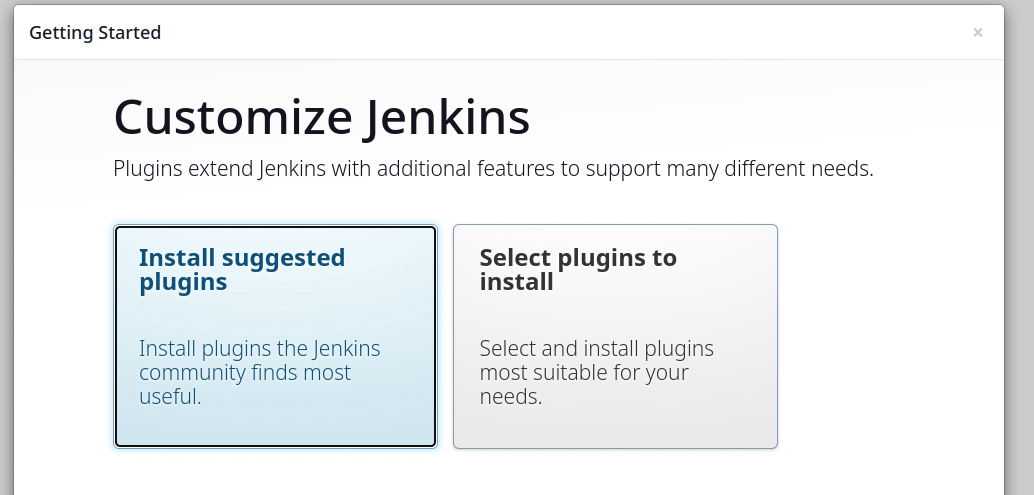 Getting Started
×
Customize Jenkins
Plugins extend Jenkins with additional features to support many different needs.
Install suggested
plugins
Install plugins the Jenkins
community finds most
useful.
Select plugins to
install
Select and install plugins
most suitable for your
needs.